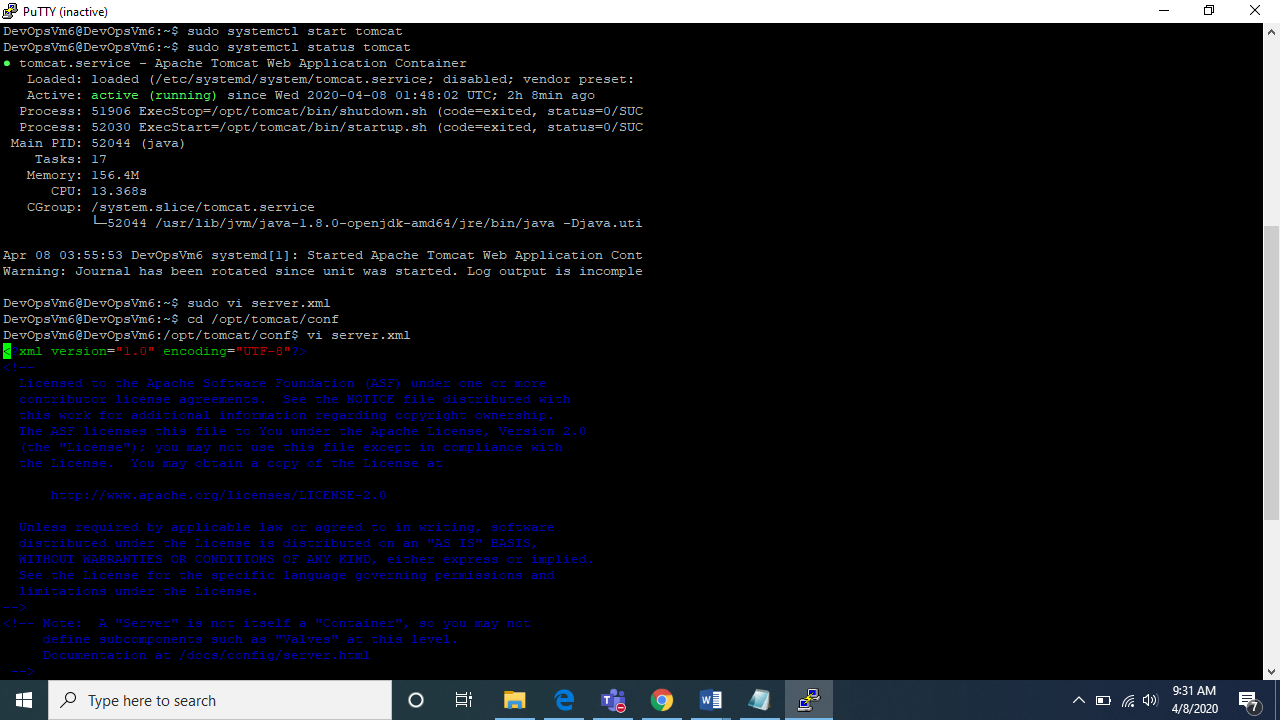 PuTTY (inactive)
DevOpsVm6@DevOpsVm6:~$ sudo systemctl start tomcat
DevOpsVm6@DevOpsVm6:~$ sudo systemctl status tomcat
● tomcat.service - Apache Tomcat Web Application Container
   Loaded: loaded (/etc/systemd/system/tomcat.service; disabled; vendor preset:
   Active: active (running) since Wed 2020-04-08 01:48:02 UTC; 2h 8min ago
  Process: 51906 ExecStop=/opt/tomcat/bin/shutdown.sh (code=exited, status=0/SUC
  Process: 52030 ExecStart=/opt/tomcat/bin/startup.sh (code=exited, status=0/SUC
 Main PID: 52044 (java)
    Tasks: 17
   Memory: 156.4M
      CPU: 13.368s
   CGroup: /system.slice/tomcat.service
           └─52044 /usr/lib/jvm/java-1.8.0-openjdk-amd64/jre/bin/java -Djava.uti
Apr 08 03:55:53 DevOpsVm6 systemd[1]: Started Apache Tomcat Web Application Cont
Warning: Journal has been rotated since unit was started. Log output is incomple
DevOpsVm6@DevOpsVm6:~$ sudo vi server.xml
DevOpsVm6@DevOpsVm6:~$ cd /opt/tomcat/conf
DevOpsVm6@DevOpsVm6:/opt/tomcat/conf$ vi server.xml
<?xml version="1.0" encoding="UTF-8"?>
<!--
  Licensed to the Apache Software Foundation (ASF) under one or more
  contributor license agreements.  See the NOTICE file distributed with
  this work for additional information regarding copyright ownership.
  The ASF licenses this file to You under the Apache License, Version 2.0
  (the "License"); you may not use this file except in compliance with
  the License.  You may obtain a copy of the License at
      http://www.apache.org/licenses/LICENSE-2.0
  Unless required by applicable law or agreed to in writing, software
  distributed under the License is distributed on an "AS IS" BASIS,
  WITHOUT WARRANTIES OR CONDITIONS OF ANY KIND, either express or implied.
  See the License for the specific language governing permissions and
  limitations under the License.
-->
<!-- Note:  A "Server" is not itself a "Container", so you may not
     define subcomponents such as "Valves" at this level.
     Documentation at /docs/config/server.html
 -->
Type here to search
9:31 AM
4/8/2020
7